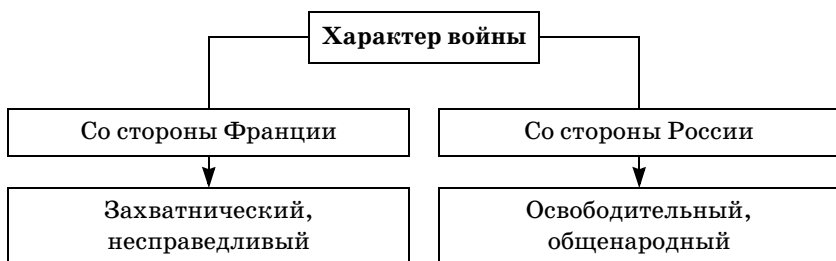 Характер войны
Со стороны Франции
Со стороны России
Захватнический,
несправедливый
Освободительный,
общенародный